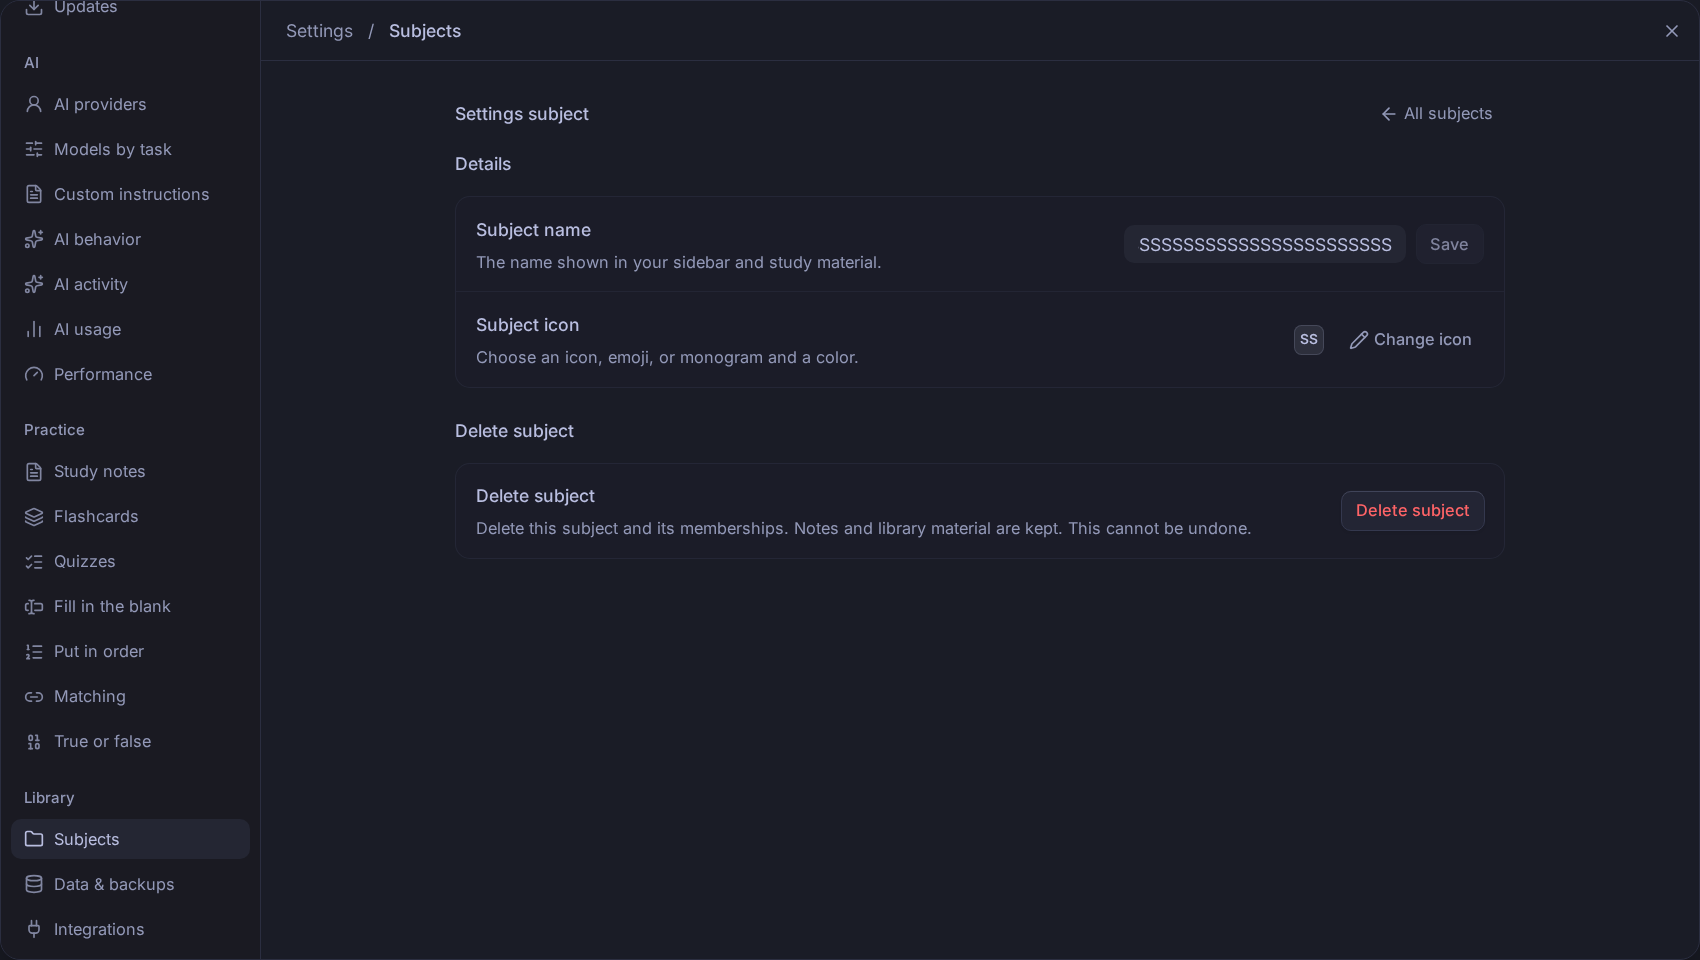 Updates
AI
AI providers
Models by task
Custom instructions
AI behavior
AI activity
AI usage
Performance
Practice
Study notes
Flashcards
Quizzes
Fill in the blank
Put in order
Matching
True or false
Library
Subjects
Data & backups
Integrations
Settings / Subjects
Settings subject
All subjects
Details
Subject name
The name shown in your sidebar and study material.
SSSSSSSSSSSSSSSSSSSSSSS
Save
Subject icon
Choose an icon, emoji, or monogram and a color.
SS
Change icon
Delete subject
Delete subject
Delete this subject and its memberships. Notes and library material are kept. This cannot be undone.
Delete subject